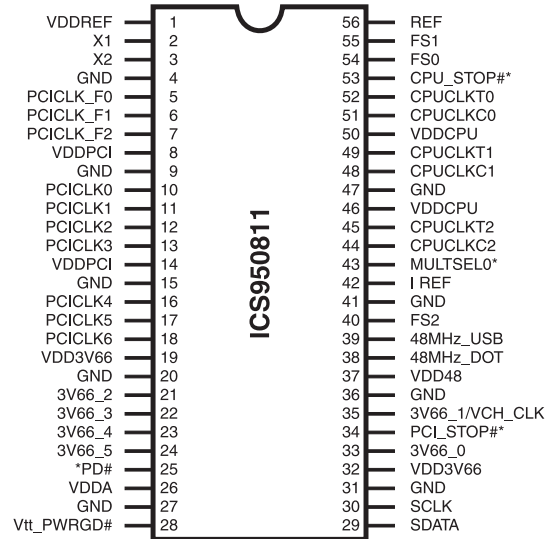 VDDREF 1 56 REF
X1 2 55 FS1
X2 3 54 FS0
GND 4 53 CPU_STOP#*
PCICLK_F0 5 52 CPUCLKT0
PCICLK_F1 6 51 CPUCLKC0
PCICLK_F2 7 50 VDDCPU
VDDPCI 8 49 CPUCLKT1
GND 9 48 CPUCLKC1
PCICLK0 10 47 GND
PCICLK1 11 46 VDDCPU
PCICLK2 12 45 CPUCLKT2
PCICLK3 13 44 CPUCLKC2
VDDPCI 14 43 MULTSEL0*
GND 15 42 I REF
PCICLK4 16 41 GND
PCICLK5 17 40 FS2
PCICLK6 18 39 48MHz_USB
VDD3V66 19 38 48MHz_DOT
GND 20 37 VDD48
3V66_2 21 36 GND
3V66_3 22 35 3V66_1/VCH_CLK
3V66_4 23 34 PCI_STOP#*
3V66_5 24 33 3V66_0
*PD# 25 32 VDD3V66
VDDA 26 31 GND
GND 27 30 SCLK
Vtt_PWRGD# 28 29 SDATA
ICS950811